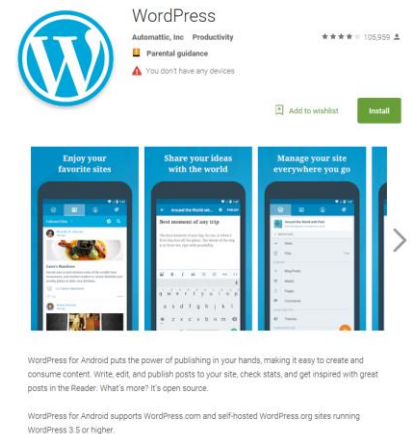 WordPress
Automattic, Inc Productivity
105,959
Parental guidance
You don't have any devices
Add to wishlist
Install
Enjoy your
favorite sites
Share your ideas
with the world
Manage your site
everywhere you go
Best moment of any trip
WordPress for Android puts the power of publishing in your hands, making it easy to create and
consume content. Write, edit, and publish posts to your site, check stats, and get inspired with great
posts in the Reader. What's more? It's open source.
WordPress for Android supports WordPress.com and self-hosted WordPress.org sites running
WordPress 3.5 or higher.